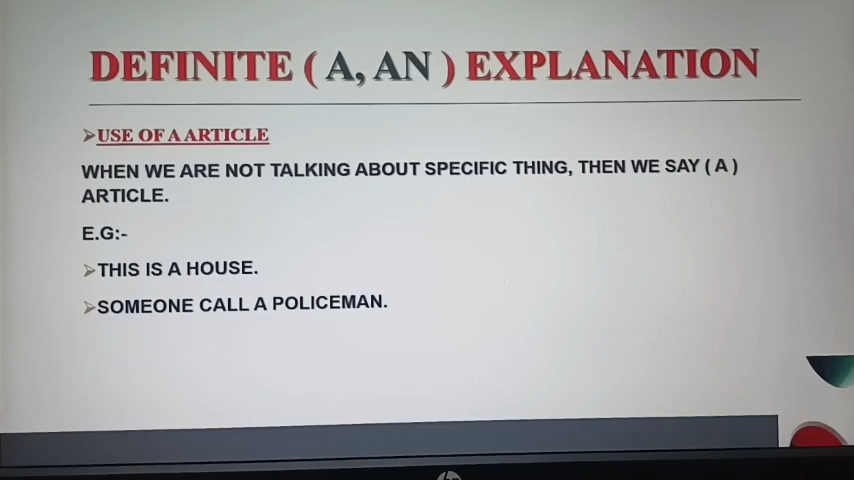 DEFINITE ( A, AN ) EXPLANATION
➢USE OF A ARTICLE
WHEN WE ARE NOT TALKING ABOUT SPECIFIC THING, THEN WE SAY ( A )
ARTICLE.
E.G:-
➢THIS IS A HOUSE.
➢SOMEONE CALL A POLICEMAN.
hp